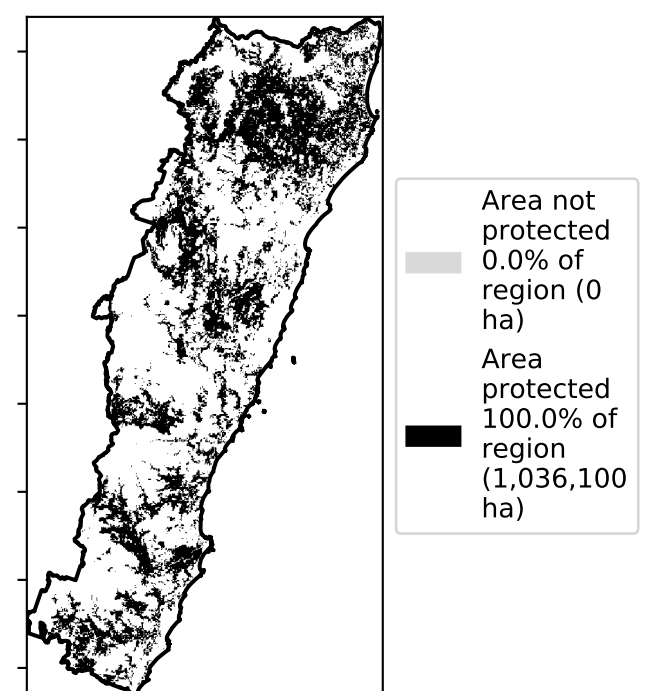 Area not
protected
0.0% of
region (0
ha)
Area
protected
100.0% of
region
(1,036,100
ha)